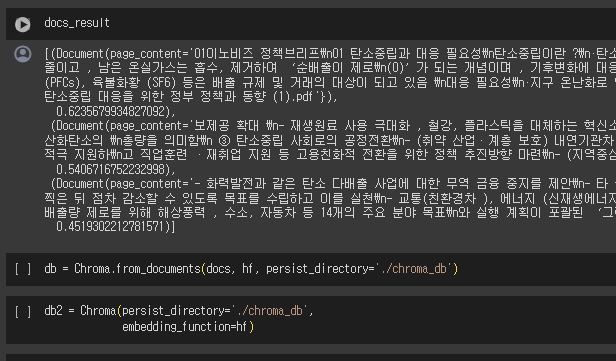 docs_result
[(Document(page_content='01이노비즈 정책브리프₩n01 탄소중립과 대응 필요성₩n탄소중립이란 ?₩n·탄소
줄이고 , 남은 온실가스는 흡수, 제거하여 ‘순배출이 제로₩n(0)’가 되는 개념이며 , 기후변화에 대응
(PFCs), 육불화황 (SF6) 등은 배출 규제 및 거래의 대상이 되고 있음 ₩n대응 필요성₩n·지구 온난화로
탄소중립 대응을 위한 정부 정책과 동향 (1).pdf'}),
0.6235679934827092),
(Document(page_content='보제공 확대 ₩n- 재생원료 사용 극대화 , 철강, 플라스틱을 대체하는 혁신소
산화탄소의 ₩n총량을 의미함₩n ③ 탄소중립 사회로의 공정전환₩n- (취약 산업ㆍ계층 보호) 내연기관차
적극 지원하₩n고 직업훈련 ㆍ재취업 지원 등 고용친화적 전환을 위한 정책 추진방향 마련₩n- (지역중심
0.5406716752232998),
(Document(page_content='- 화력발전과 같은 탄소 다배출 사업에 대한 무역 금융 중지를 제안₩n- 타
찍은 뒤 점차 감소할 수 있도록 목표를 수립하고 이를 실천₩n- 교통(친환경차 ), 에너지 (신재생에너지
배출량 제로를 위해 해상풍력 , 수소, 자동차 등 14개의 주요 분야 목표₩n와 실행 계획이 포괄된 ‘그린
0.4519302212781571)]
[ ] db = Chroma.from_documents(docs, hf, persist_directory='./chroma_db')
[ ] db2 = Chroma(persist_directory='./chroma_db',
embedding_function=hf)